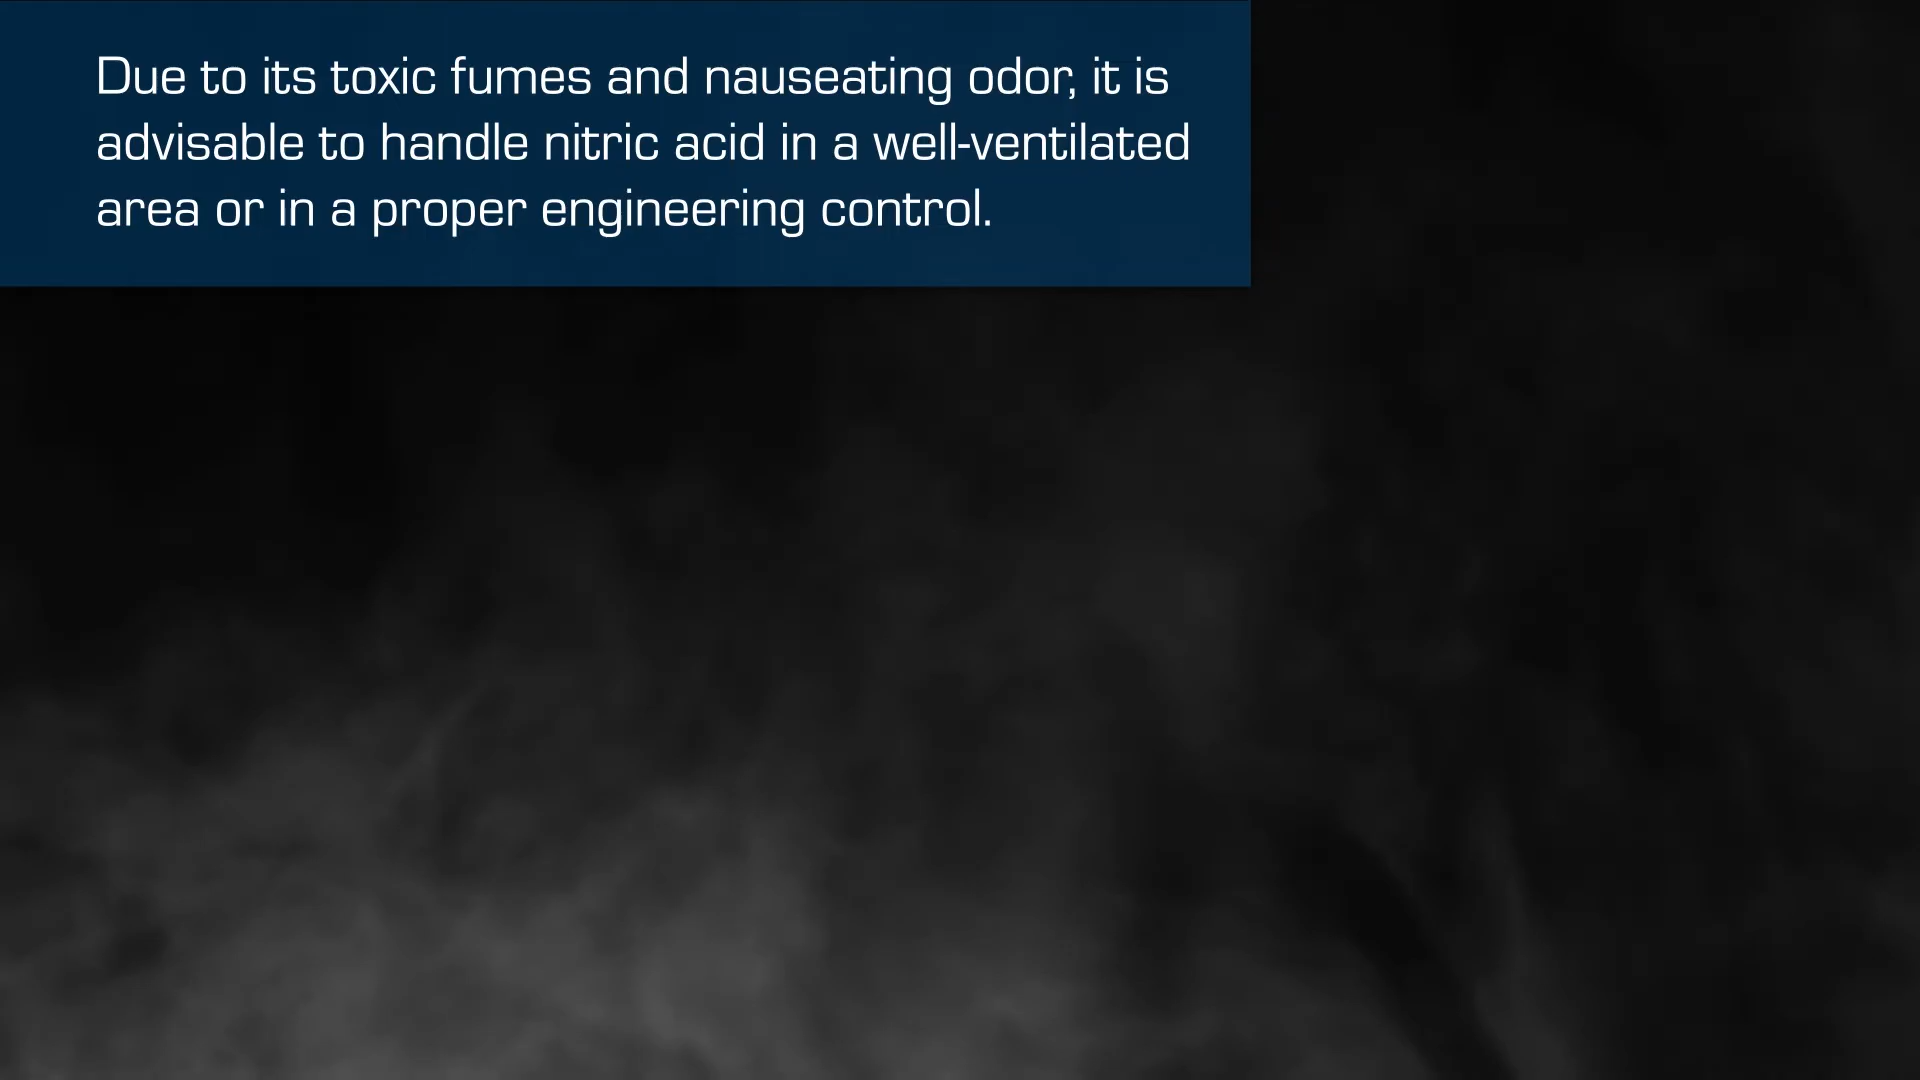 Due to its toxic fumes and nauseating odor, it is
advisable to handle nitric acid in a well-ventilated
area or in a proper engineering control.